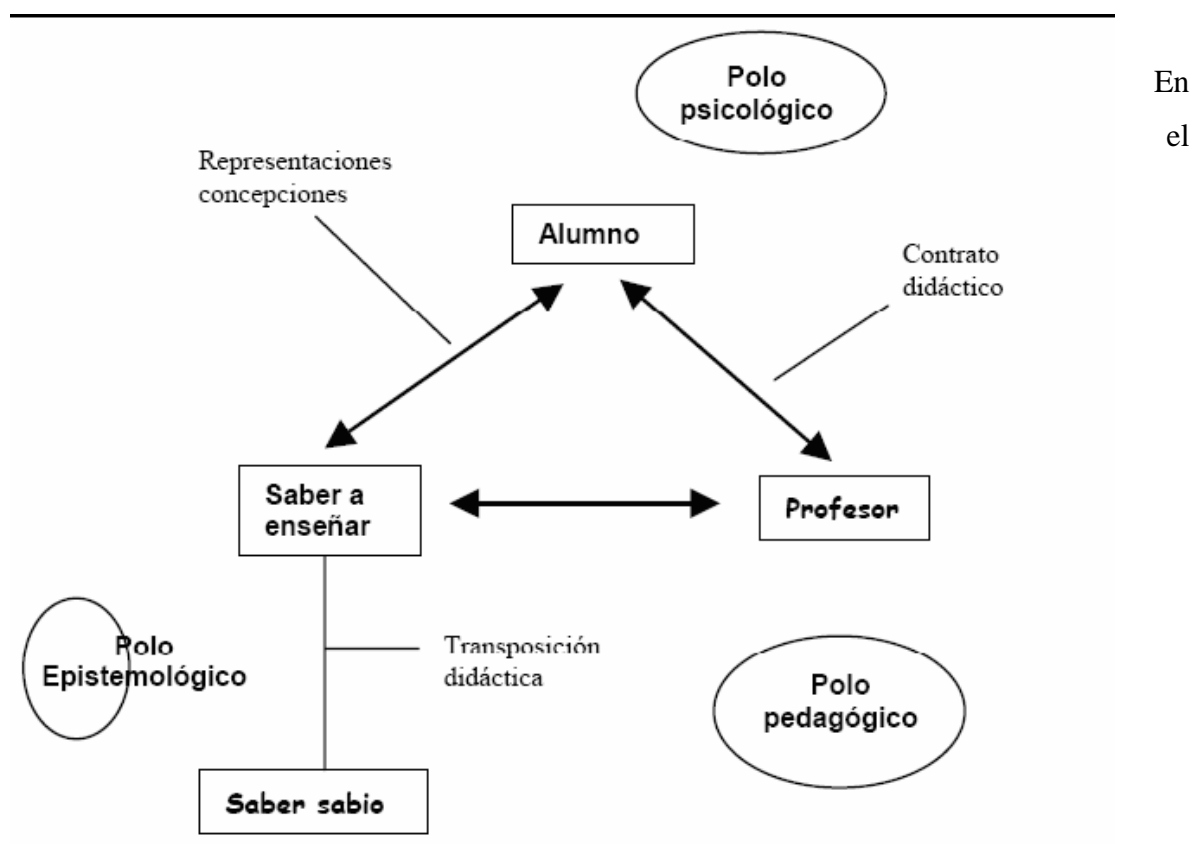 Polo
psicológico
En
el
Representaciones
concepciones
Alumno
Contrato
didáctico
Saber a
enseñar
Profesor
Polo
Epistemológico
Transposición
didáctica
Polo
pedagógico
Saber sabio